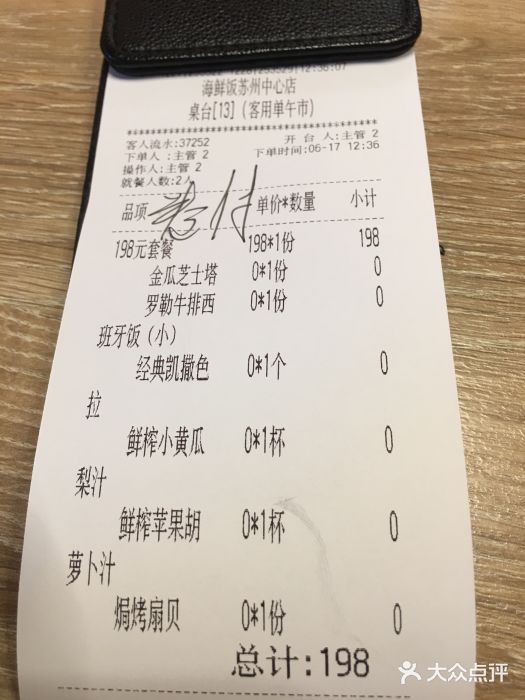 海鲜饭苏州中心店
桌台[13] (客用单午市)
客人流水:37252 开台人:主管 2
下单人 :主管 2 下单时间:06-17 12:36
操作人:主管 2
就餐人数:2人
品项 单价*数量 小计
198元套餐 198*1份 198
金瓜芝士塔 0*1份 0
罗勒牛排西 0*1份 0
班牙饭 (小)
经典凯撒色 0*1个 0
拉
鲜榨小黄瓜 0*1杯 0
梨汁
鲜榨苹果胡 0*1杯 0
萝卜汁
焗烤扇贝 0*1份 0
总计:198
大众点评